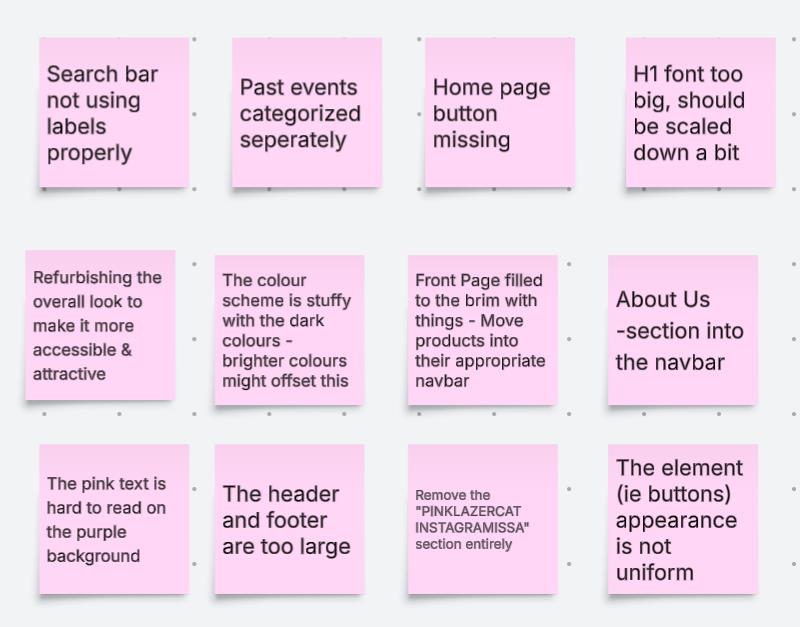 Search bar
not using
labels
properly
Past events
categorized
seperately
Home page
button
missing
H1 font too
big, should
be scaled
down a bit
Refurbishing the
overall look to
make it more
accessible &
attractive
The colour
scheme is stuffy
with the dark
colours -
brighter colours
might offset this
Front Page filled
to the brim with
things - Move
products into
their appropriate
navbar
About Us
-section into
the navbar
The pink text is
hard to read on
the purple
background
The header
and footer
are too large
Remove the
"PINKLAZERCAT
INSTAGRAMISSA"
section entirely
The element
(ie buttons)
appearance
is not
uniform